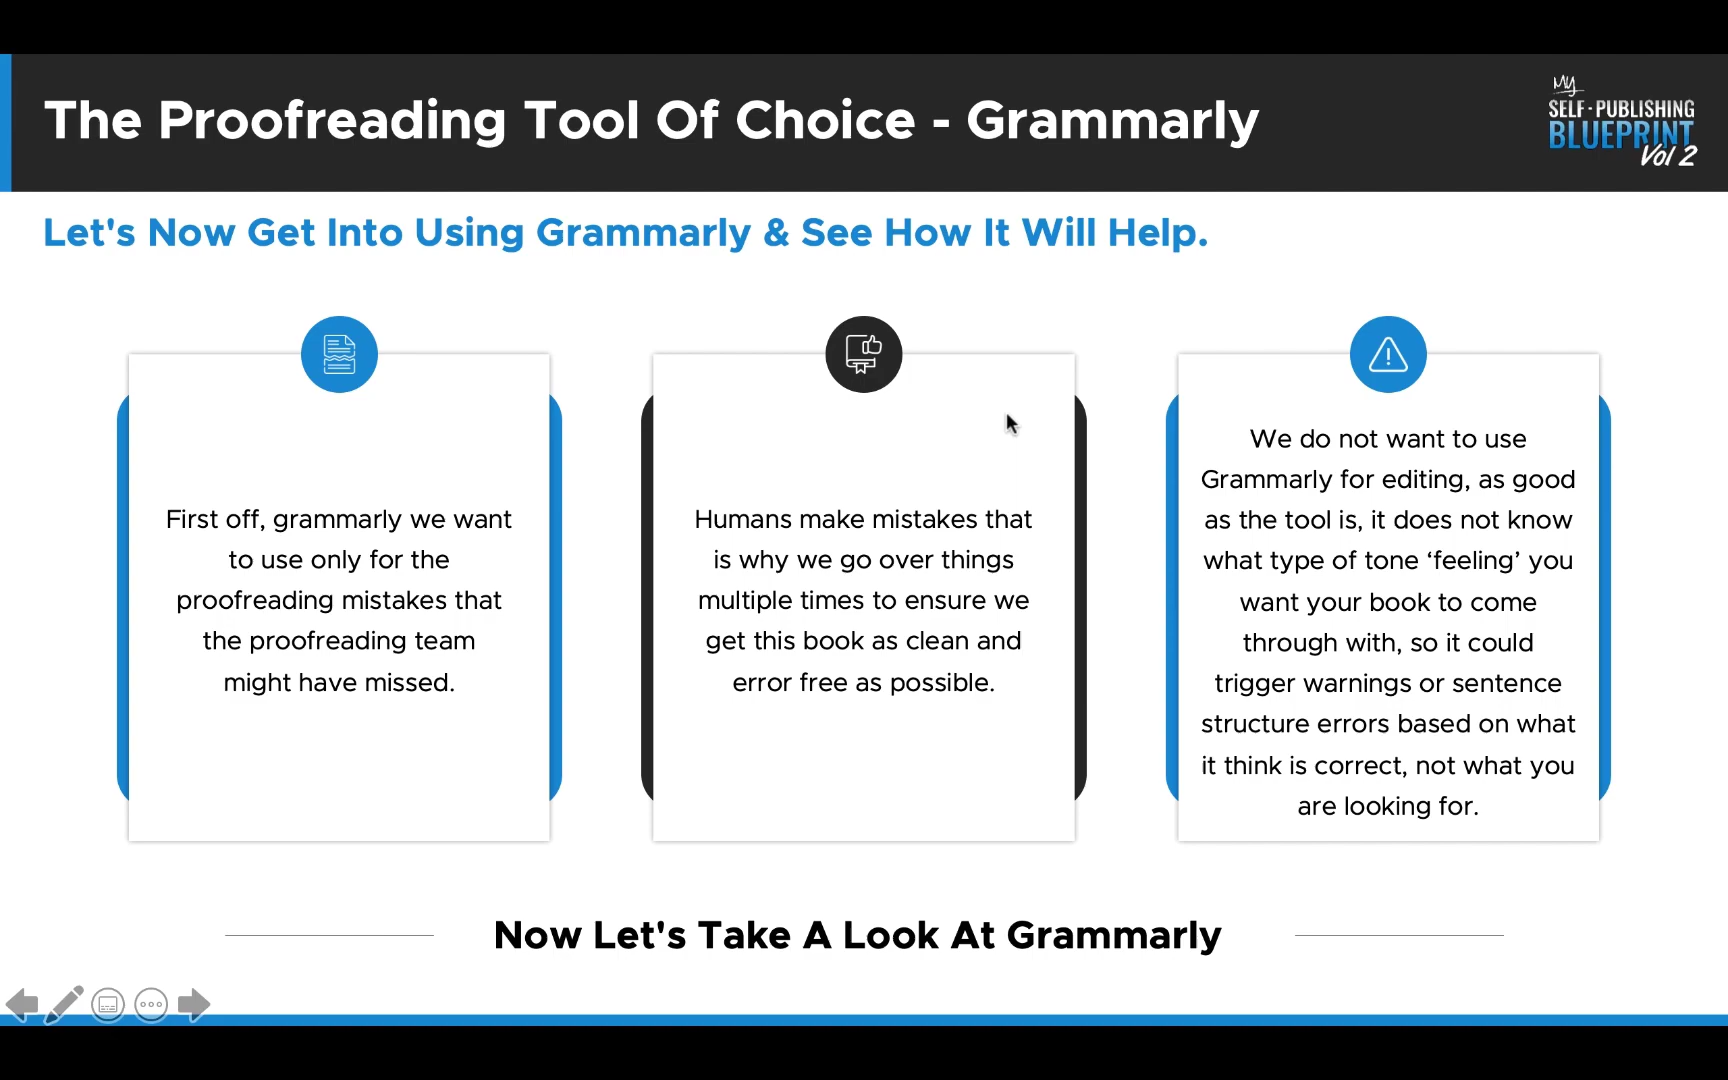 The Proofreading Tool Of Choice - Grammarly
My
SELF-PUBLISHING
BLUEPRINT
Vol 2
Let's Now Get Into Using Grammarly & See How It Will Help.
First off, grammarly we want
to use only for the
proofreading mistakes that
the proofreading team
might have missed.
Humans make mistakes that
is why we go over things
multiple times to ensure we
get this book as clean and
error free as possible.
We do not want to use
Grammarly for editing, as good
as the tool is, it does not know
what type of tone ‘feeling’ you
want your book to come
through with, so it could
trigger warnings or sentence
structure errors based on what
it think is correct, not what you
are looking for.
Now Let's Take A Look At Grammarly